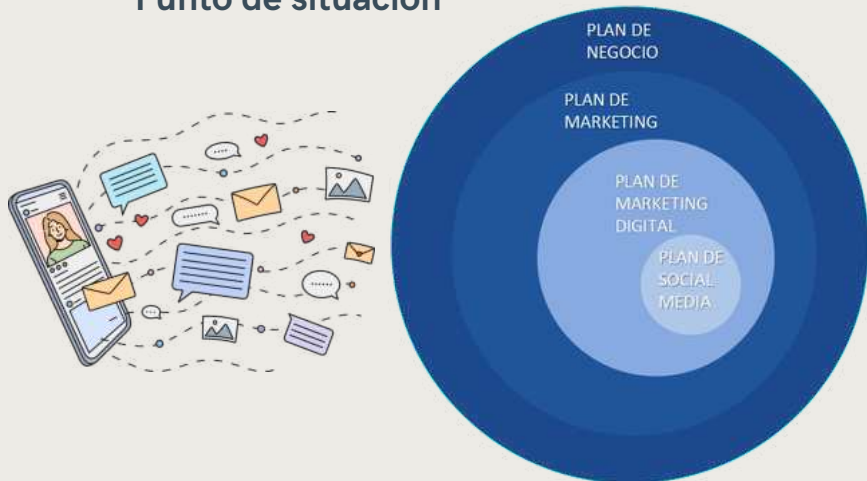 Punto de situación
PLAN DE
NEGOCIO
PLAN DE
MARKETING
PLAN DE
MARKETING
DIGITAL
PLAN DE
SOCIAL
MEDIA